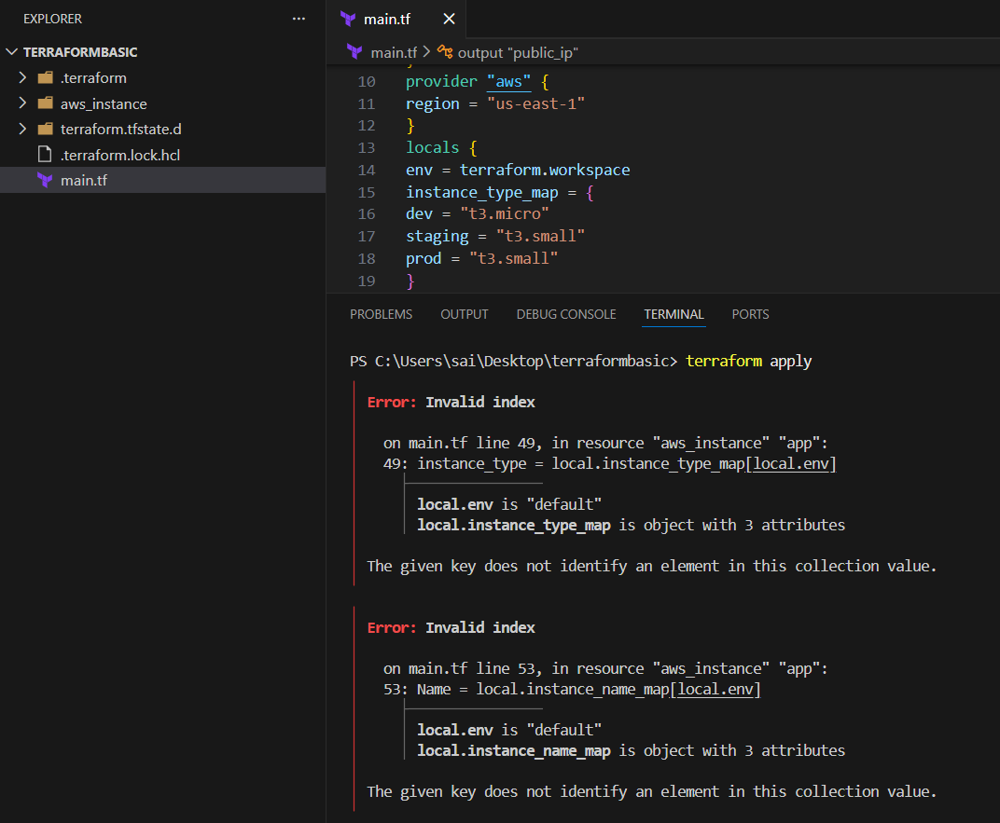 EXPLORER
...
TERRAFORMBASIC
.terraform
aws_instance
terraform.tfstate.d
.terraform.lock.hcl
main.tf
main.tf
main.tf > output "public_ip"
10 provider "aws" {
11 region = "us-east-1"
12 }
13 locals {
14 env = terraform.workspace
15 instance_type_map = {
16 dev = "t3.micro"
17 staging = "t3.small"
18 prod = "t3.small"
19 }
PROBLEMS OUTPUT DEBUG CONSOLE TERMINAL PORTS
PS C:\Users\sai\Desktop\terraformbasic> terraform apply
Error: Invalid index
on main.tf line 49, in resource "aws_instance" "app":
49: instance_type = local.instance_type_map[local.env]
local.env is "default"
local.instance_type_map is object with 3 attributes
The given key does not identify an element in this collection value.
Error: Invalid index
on main.tf line 53, in resource "aws_instance" "app":
53: Name = local.instance_name_map[local.env]
local.env is "default"
local.instance_name_map is object with 3 attributes
The given key does not identify an element in this collection value.